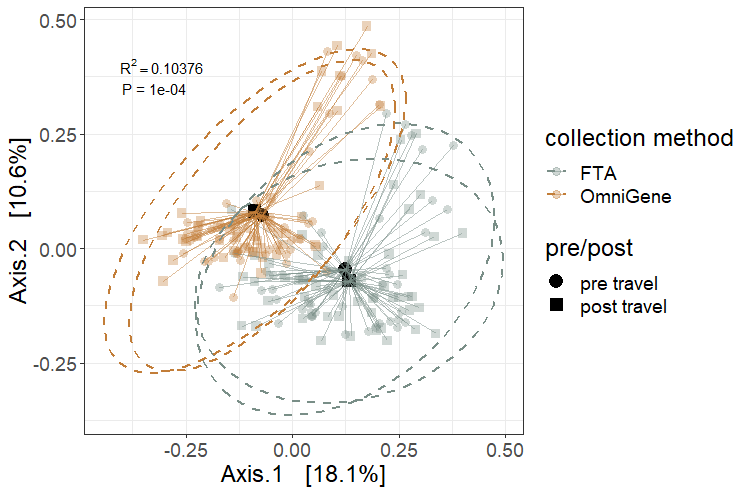 R² = 0.10376
P = 1e-04
0.50
0.25
0.00
-0.25
Axis.2 [10.6%]
-0.25 0.00 0.25 0.50
Axis.1 [18.1%]
collection method
FTA
OmniGene
pre/post
pre travel
post travel